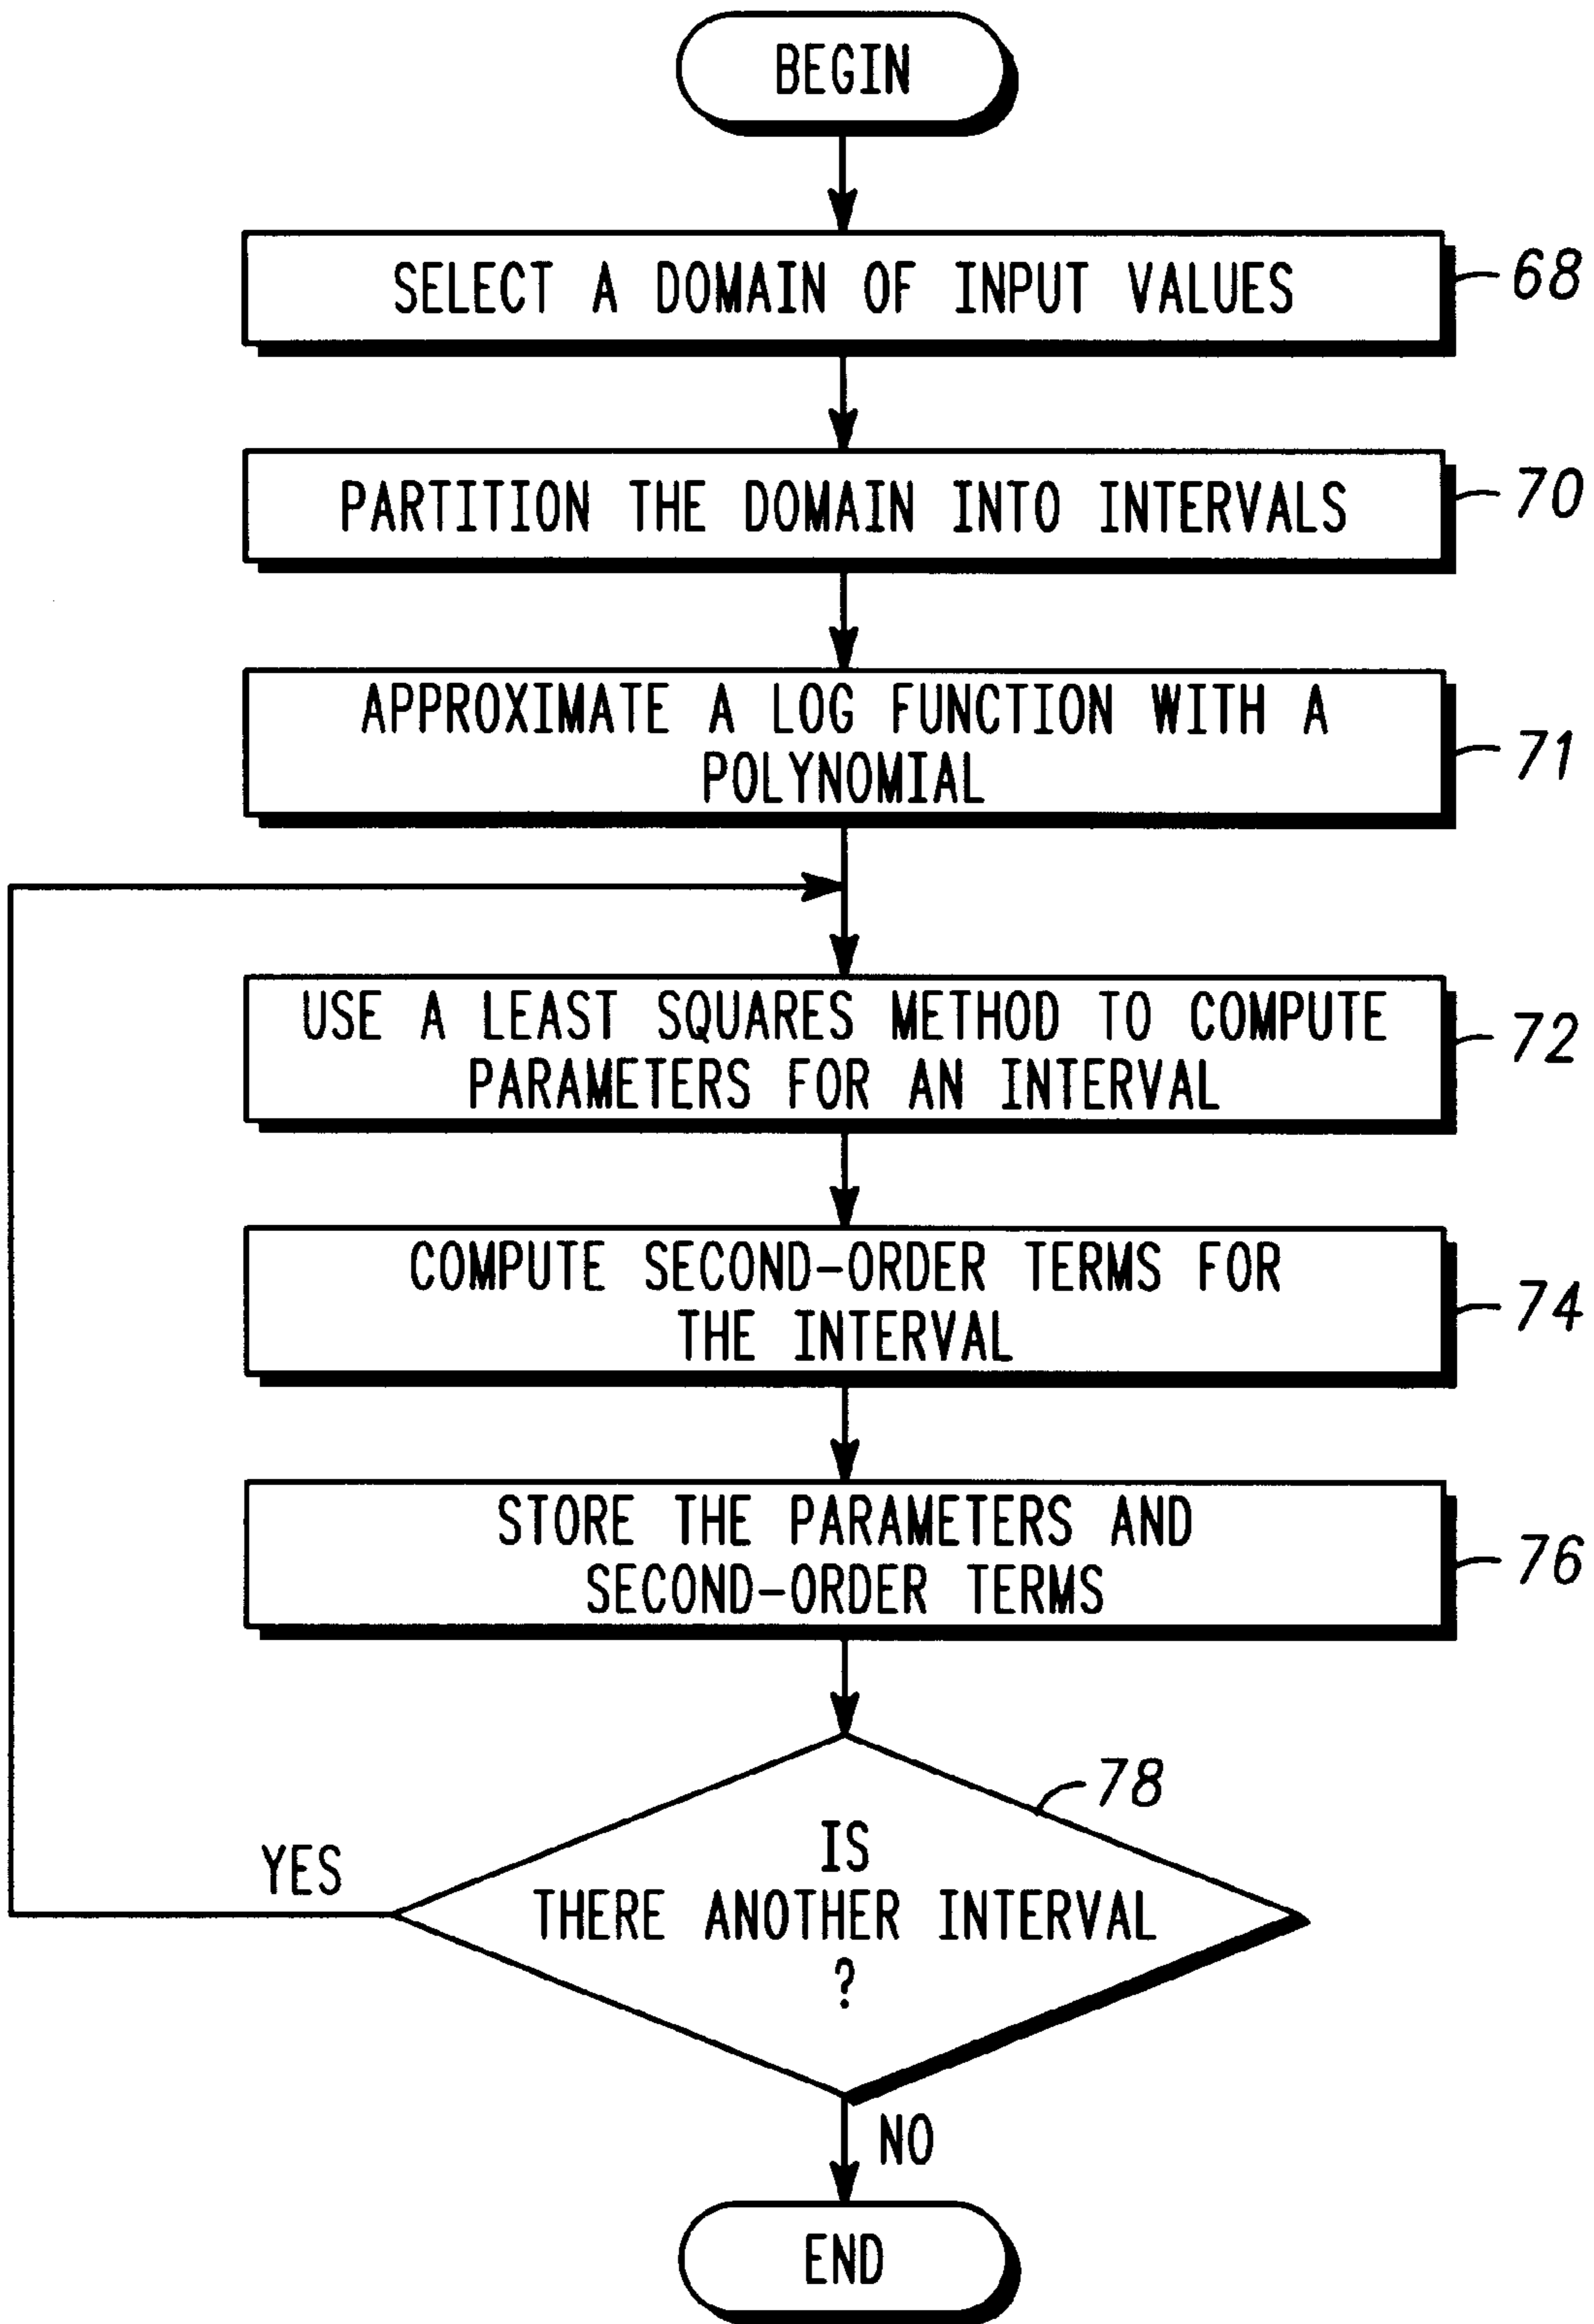 BEGIN
SELECT A DOMAIN OF INPUT VALUES
68
PARTITION THE DOMAIN INTO INTERVALS
70
APPROXIMATE A LOG FUNCTION WITH A
POLYNOMIAL
71
USE A LEAST SQUARES METHOD TO COMPUTE
PARAMETERS FOR AN INTERVAL
72
COMPUTE SECOND-ORDER TERMS FOR
THE INTERVAL
74
STORE THE PARAMETERS AND
SECOND-ORDER TERMS
76
78
IS
THERE ANOTHER INTERVAL
?
YES
NO
END